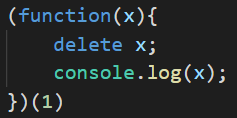 (function(x){
    delete x;
    console.log(x);
})(1)